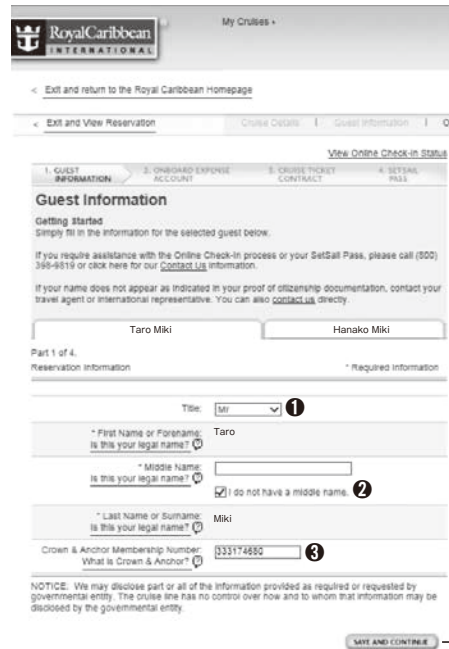 My Cruises
RoyalCaribbean
INTERNATIONAL
< Exit and return to the Royal Caribbean Homepage
< Exit and View Reservation Cruise Details | Guest Information |
View Online Check-in Status
1. GUEST INFORMATION
2. ONBOARD EXPENSE ACCOUNT
3. CRUISE TICKET CONTRACT
4. SETSAIL PASS
Guest Information
Getting Started
Simply fill in the information for the selected guest below.
If you require assistance with the Online Check-in process or your SetSail Pass, please call (800)
398-9819 or click here for our Contact Us information.
If your name does not appear as indicated in your proof of citizenship documentation, contact your
travel agent or international representative. You can also contact us directly.
Taro Miki Hanako Miki
Part 1 of 4.
Reservation Information * Required Information
Title: Mr ❶
* First Name or Forename: Taro
Is this your legal name? ?
* Middle Name:
Is this your legal name? ?
I do not have a middle name. ❷
* Last Name or Surname: Miki
Is this your legal name? ?
Crown & Anchor Membership Number: 333174680 ❸
What is Crown & Anchor? ?
NOTICE: We may disclose part or all of the information provided as required or requested by
governmental entity. The cruise line has no control over how and to whom that information may be
disclosed by the governmental entity.
SAVE AND CONTINUE